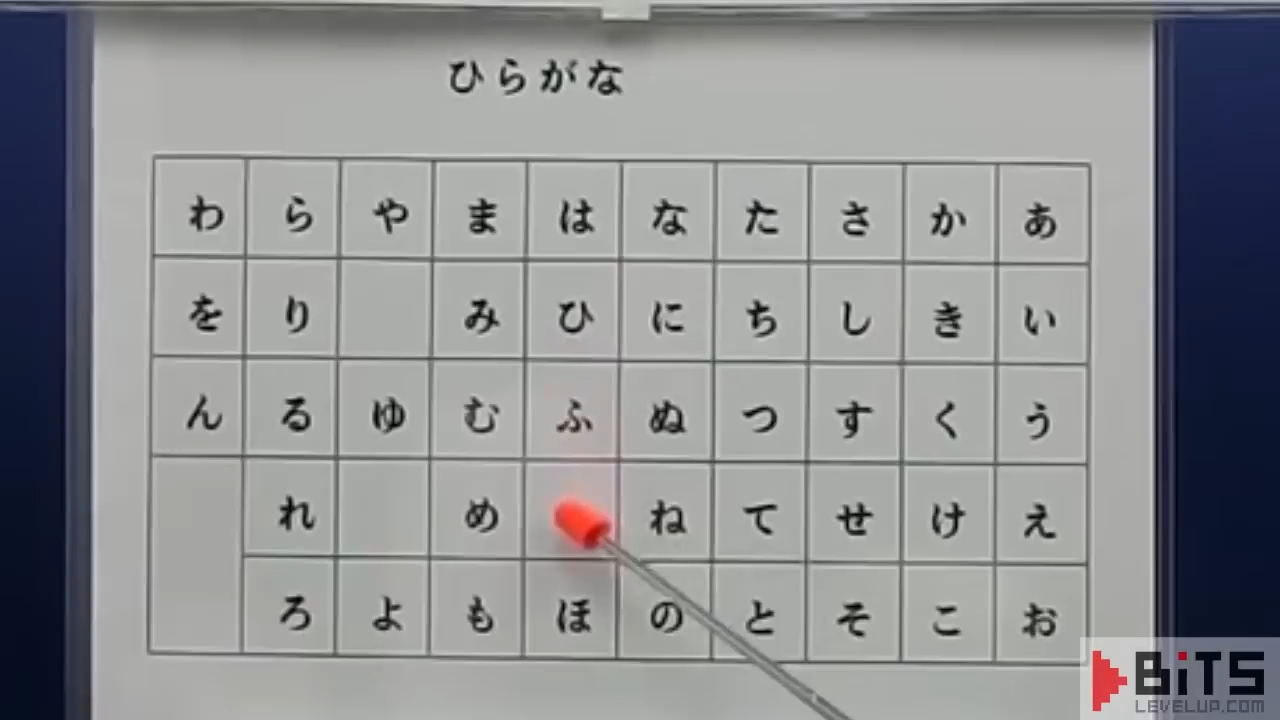 ひらがな
わ ら や ま は な た さ か あ
を り み ひ に ち し き い
ん る ゆ む ふ ぬ つ す く う
れ め ね て せ け え
ろ よ も ほ の と そ こ お
BiTS
LEVELUP.COM